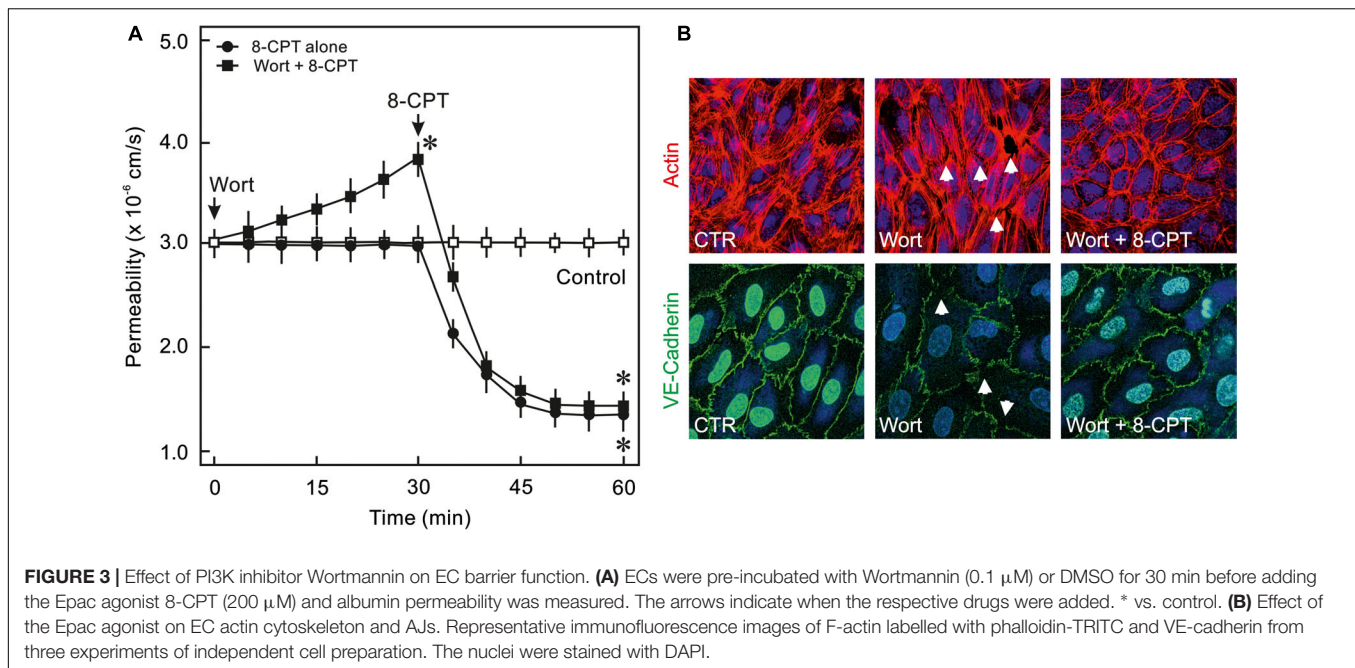 A
5.0
4.0
3.0
2.0
1.0
Permeability (x 10⁻⁶ cm/s)
8-CPT alone
Wort + 8-CPT
8-CPT
*
Wort
Control
*
*
0 15 30 45 60
Time (min)
B
Actin
CTR
Wort
Wort + 8-CPT
VE-Cadherin
CTR
Wort
Wort + 8-CPT
FIGURE 3 | Effect of PI3K inhibitor Wortmannin on EC barrier function. (A) ECs were pre-incubated with Wortmannin (0.1 μM) or DMSO for 30 min before adding
the Epac agonist 8-CPT (200 μM) and albumin permeability was measured. The arrows indicate when the respective drugs were added. * vs. control. (B) Effect of
the Epac agonist on EC actin cytoskeleton and AJs. Representative immunofluorescence images of F-actin labelled with phalloidin-TRITC and VE-cadherin from
three experiments of independent cell preparation. The nuclei were stained with DAPI.